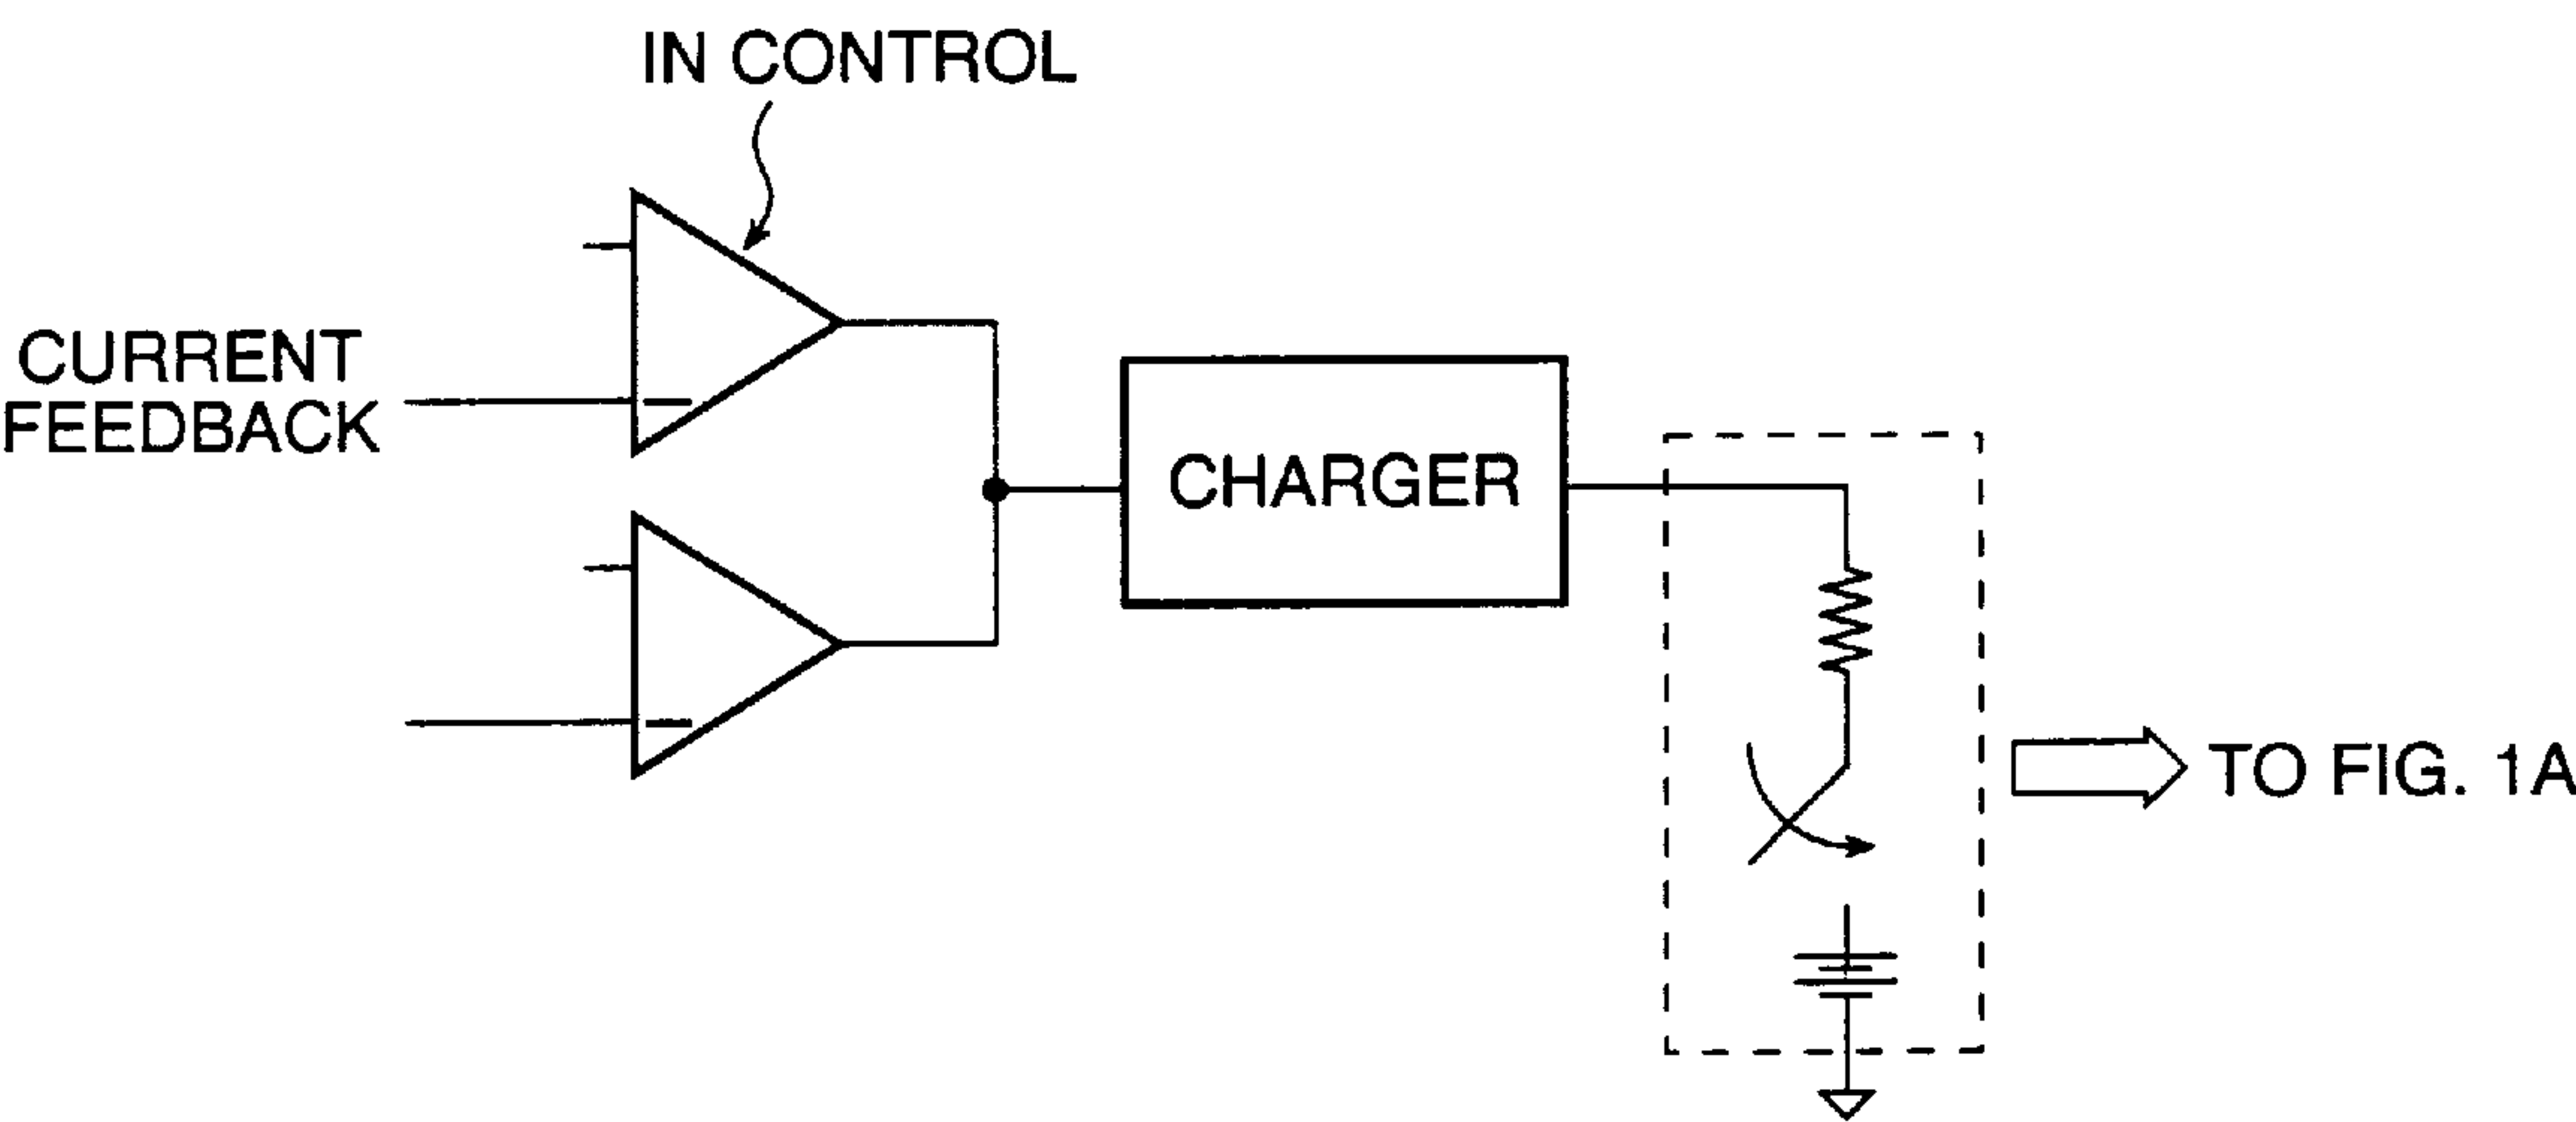 IN CONTROL
CURRENT
FEEDBACK
CHARGER
TO FIG. 1A